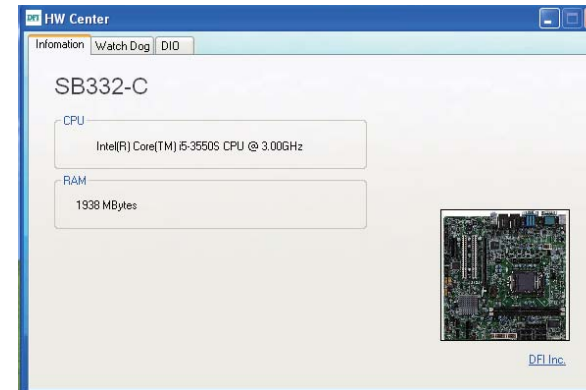 DFI HW Center
Infomation Watch Dog DIO
SB332-C
CPU
Intel(R) Core(TM) i5-3550S CPU @ 3.00GHz
RAM
1938 MBytes
DFI Inc.